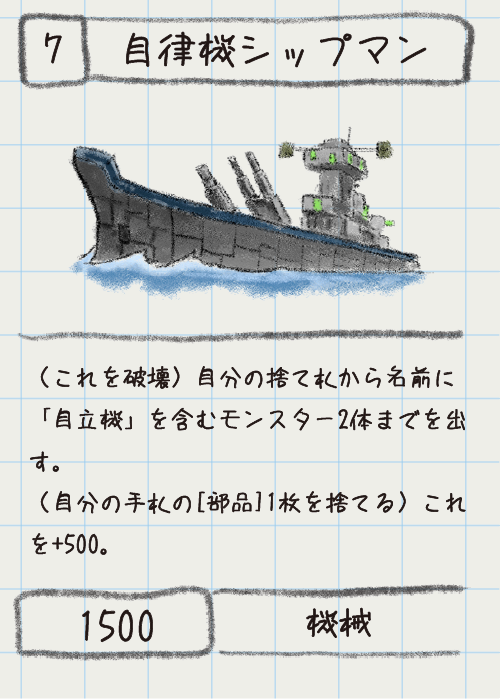 7
自律機シップマン
（これを破壊）自分の捨て札から名前に
「自立機」を含むモンスター2体までを出
す。
（自分の手札の[部品]1枚を捨てる）これ
を+500。
1500
機械